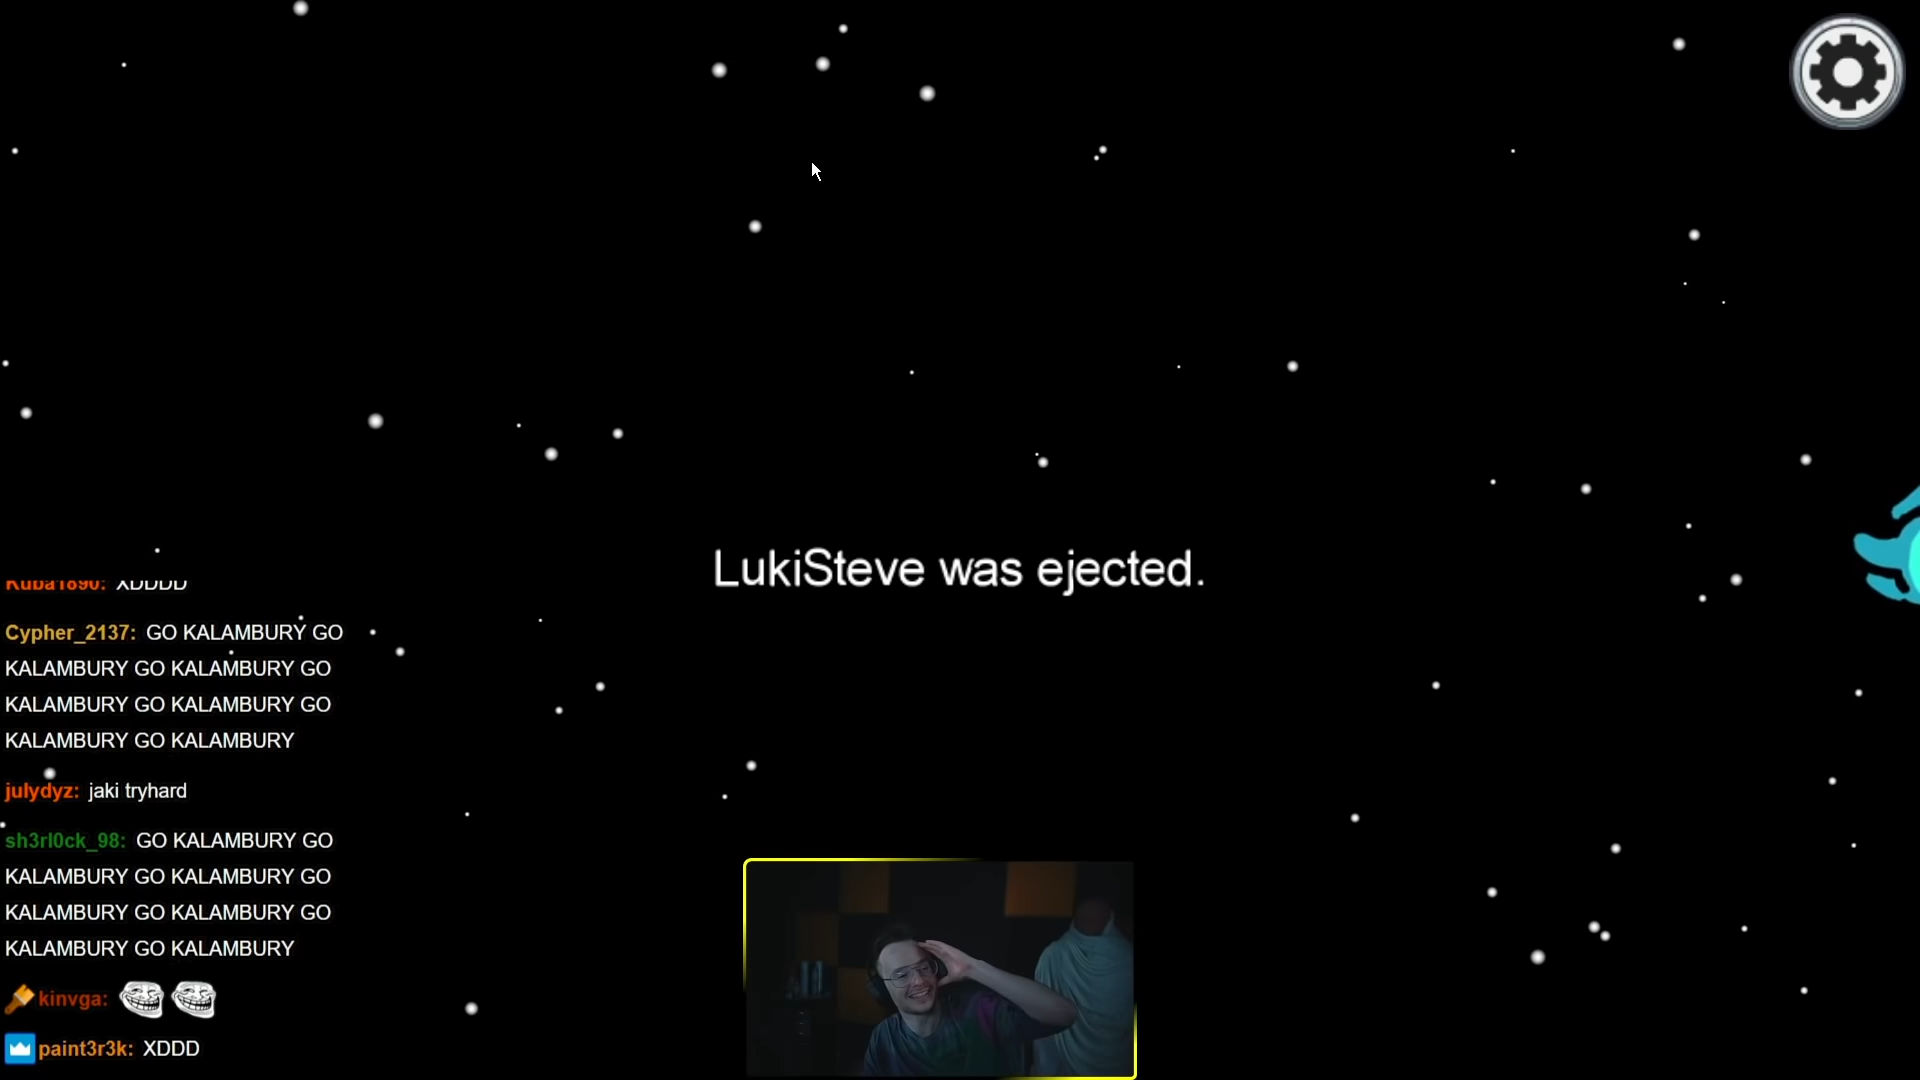 LukiSteve was ejected.
Kuba1890: XDDDD
Cypher_2137: GO KALAMBURY GO
KALAMBURY GO KALAMBURY GO
KALAMBURY GO KALAMBURY GO
KALAMBURY GO KALAMBURY
julydyz: jaki tryhard
sh3rl0ck_98: GO KALAMBURY GO
KALAMBURY GO KALAMBURY GO
KALAMBURY GO KALAMBURY GO
KALAMBURY GO KALAMBURY
kinvga:
paint3r3k: XDDD